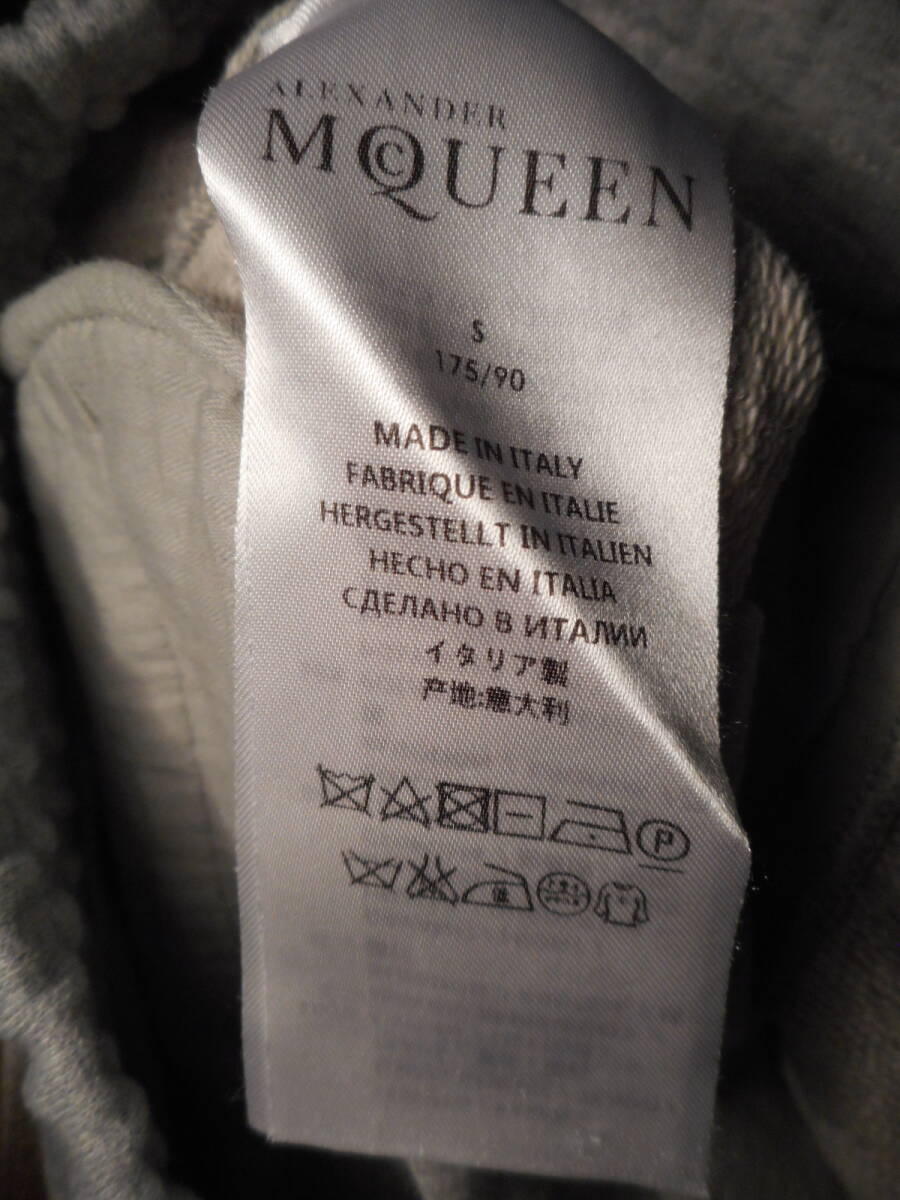 ALEXANDER
MCQUEEN
S
175/90
MADE IN ITALY
FABRIQUE EN ITALIE
HERGESTELLT IN ITALIEN
HECHO EN ITALIA
СДЕЛАНО В ИТАЛИИ
イタリア製
产地:意大利
P